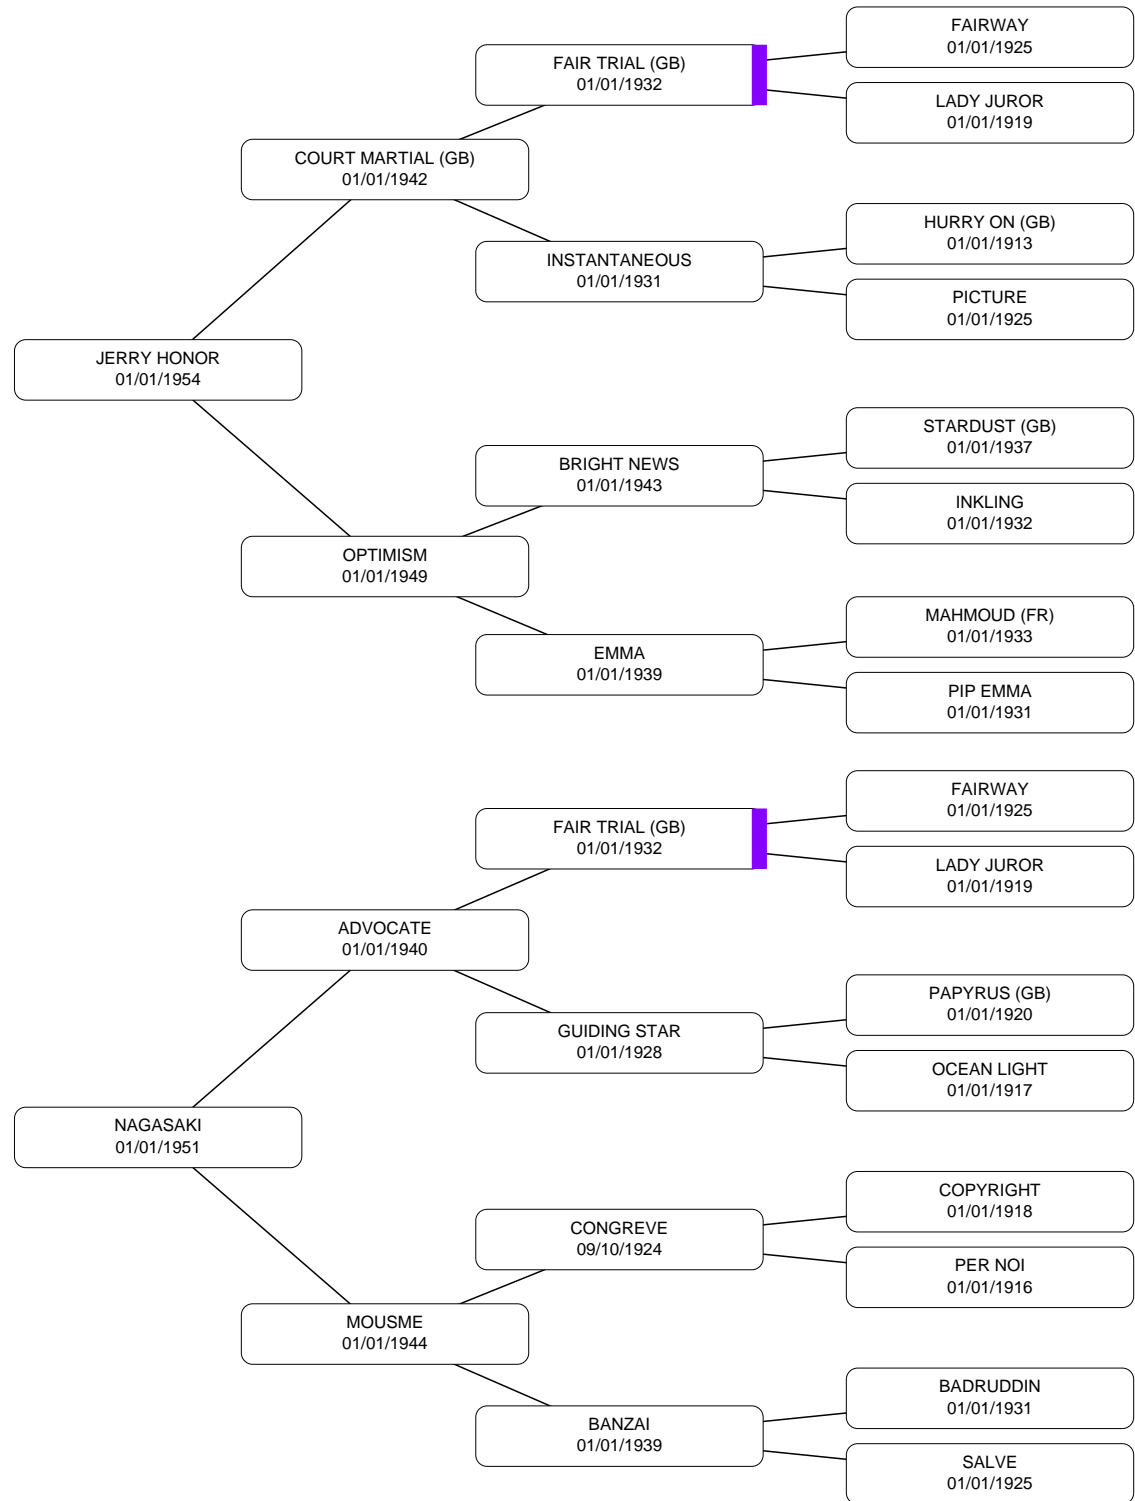 FAIRWAY
01/01/1925
FAIR TRIAL (GB)
01/01/1932
LADY JUROR
01/01/1919
COURT MARTIAL (GB)
01/01/1942
HURRY ON (GB)
01/01/1913
INSTANTANEOUS
01/01/1931
PICTURE
01/01/1925
JERRY HONOR
01/01/1954
STARDUST (GB)
01/01/1937
BRIGHT NEWS
01/01/1943
INKLING
01/01/1932
OPTIMISM
01/01/1949
MAHMOUD (FR)
01/01/1933
EMMA
01/01/1939
PIP EMMA
01/01/1931
FAIRWAY
01/01/1925
FAIR TRIAL (GB)
01/01/1932
LADY JUROR
01/01/1919
ADVOCATE
01/01/1940
PAPYRUS (GB)
01/01/1920
GUIDING STAR
01/01/1928
OCEAN LIGHT
01/01/1917
NAGASAKI
01/01/1951
COPYRIGHT
01/01/1918
CONGREVE
09/10/1924
PER NOI
01/01/1916
MOUSME
01/01/1944
BADRUDDIN
01/01/1931
BANZAI
01/01/1939
SALVE
01/01/1925